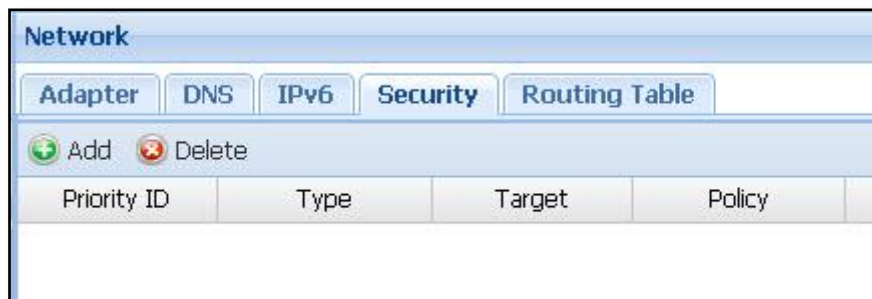 Network
Adapter DNS IPv6 Security Routing Table
Add Delete
Priority ID Type Target Policy